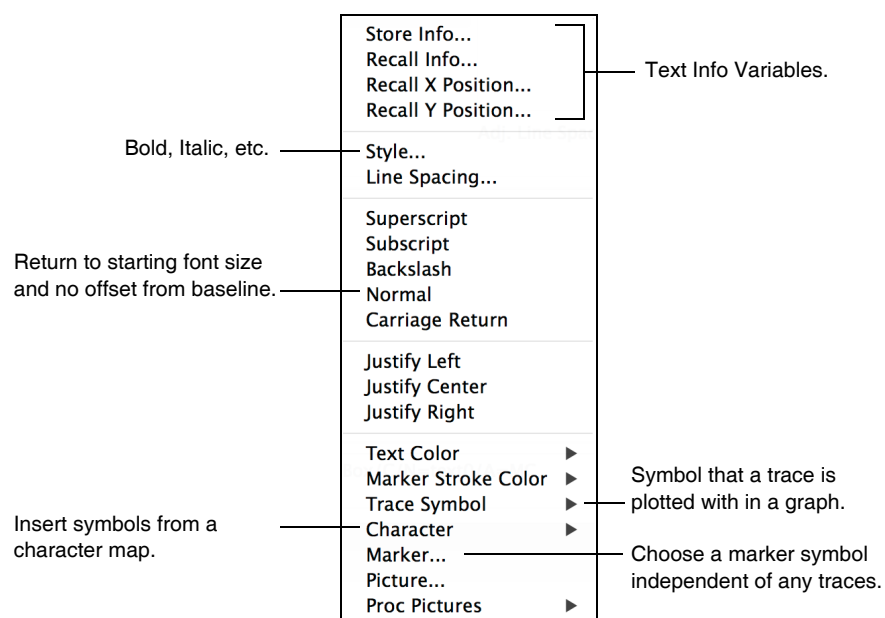 Store Info...
Recall Info...
Recall X Position...
Recall Y Position...
Text Info Variables.
Bold, Italic, etc.
Style...
Line Spacing...
Superscript
Subscript
Backslash
Normal
Carriage Return
Return to starting font size
and no offset from baseline.
Justify Left
Justify Center
Justify Right
Text Color
Marker Stroke Color
Trace Symbol
Character
Marker...
Picture...
Proc Pictures
Symbol that a trace is
plotted with in a graph.
Insert symbols from a
character map.
Choose a marker symbol
independent of any traces.